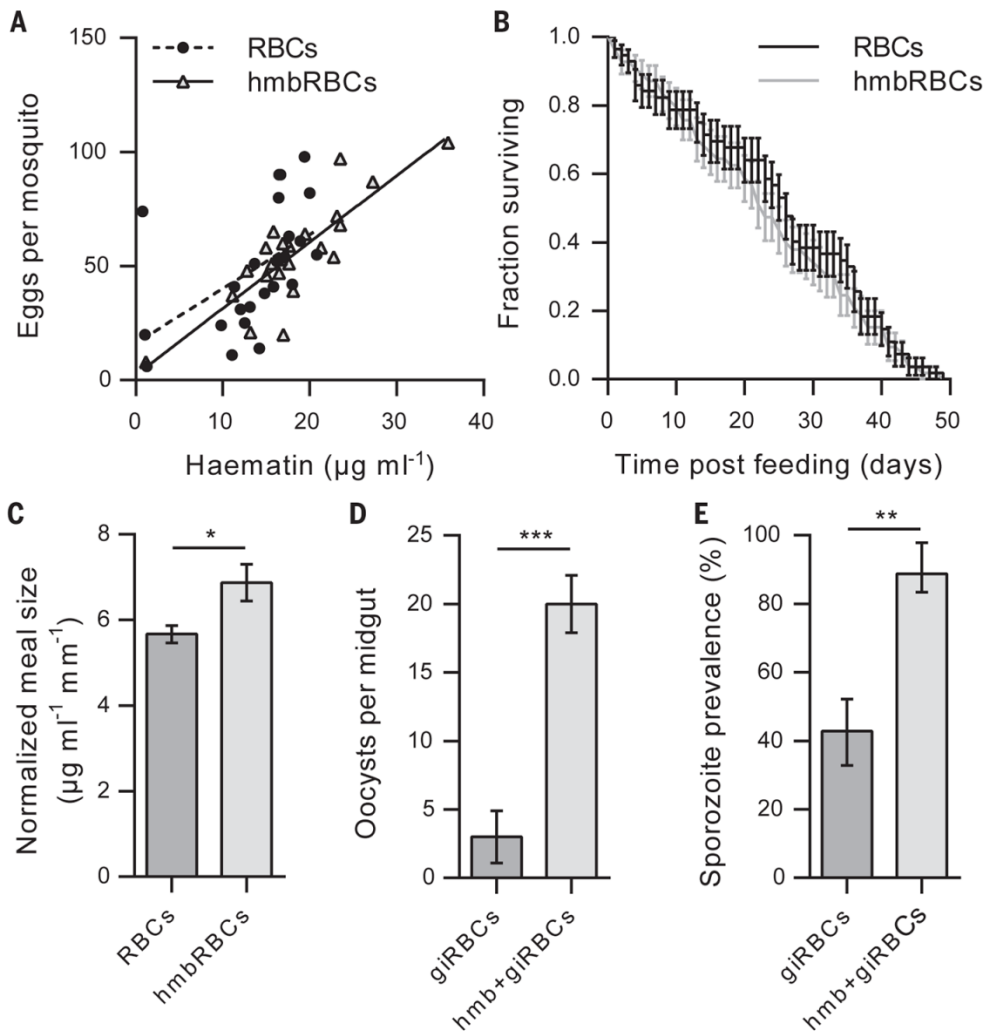 A
150
100
50
0
Eggs per mosquito
RBCs
hmbRBCs
0
10
20
30
40
Haematin (µg ml⁻¹)
B
1.0
0.8
0.6
0.4
0.2
0.0
Fraction surviving
RBCs
hmbRBCs
0
10
20
30
40
50
Time post feeding (days)
C
8
6
4
2
0
Normalized meal size
(µg ml⁻¹ mm⁻¹)
*
RBCs
hmbRBCs
D
25
20
15
10
5
0
Oocysts per midgut
***
giRBCs
hmb+giRBCs
E
100
80
60
40
20
0
Sporozoite prevalence (%)
**
giRBCs
hmb+giRBCs